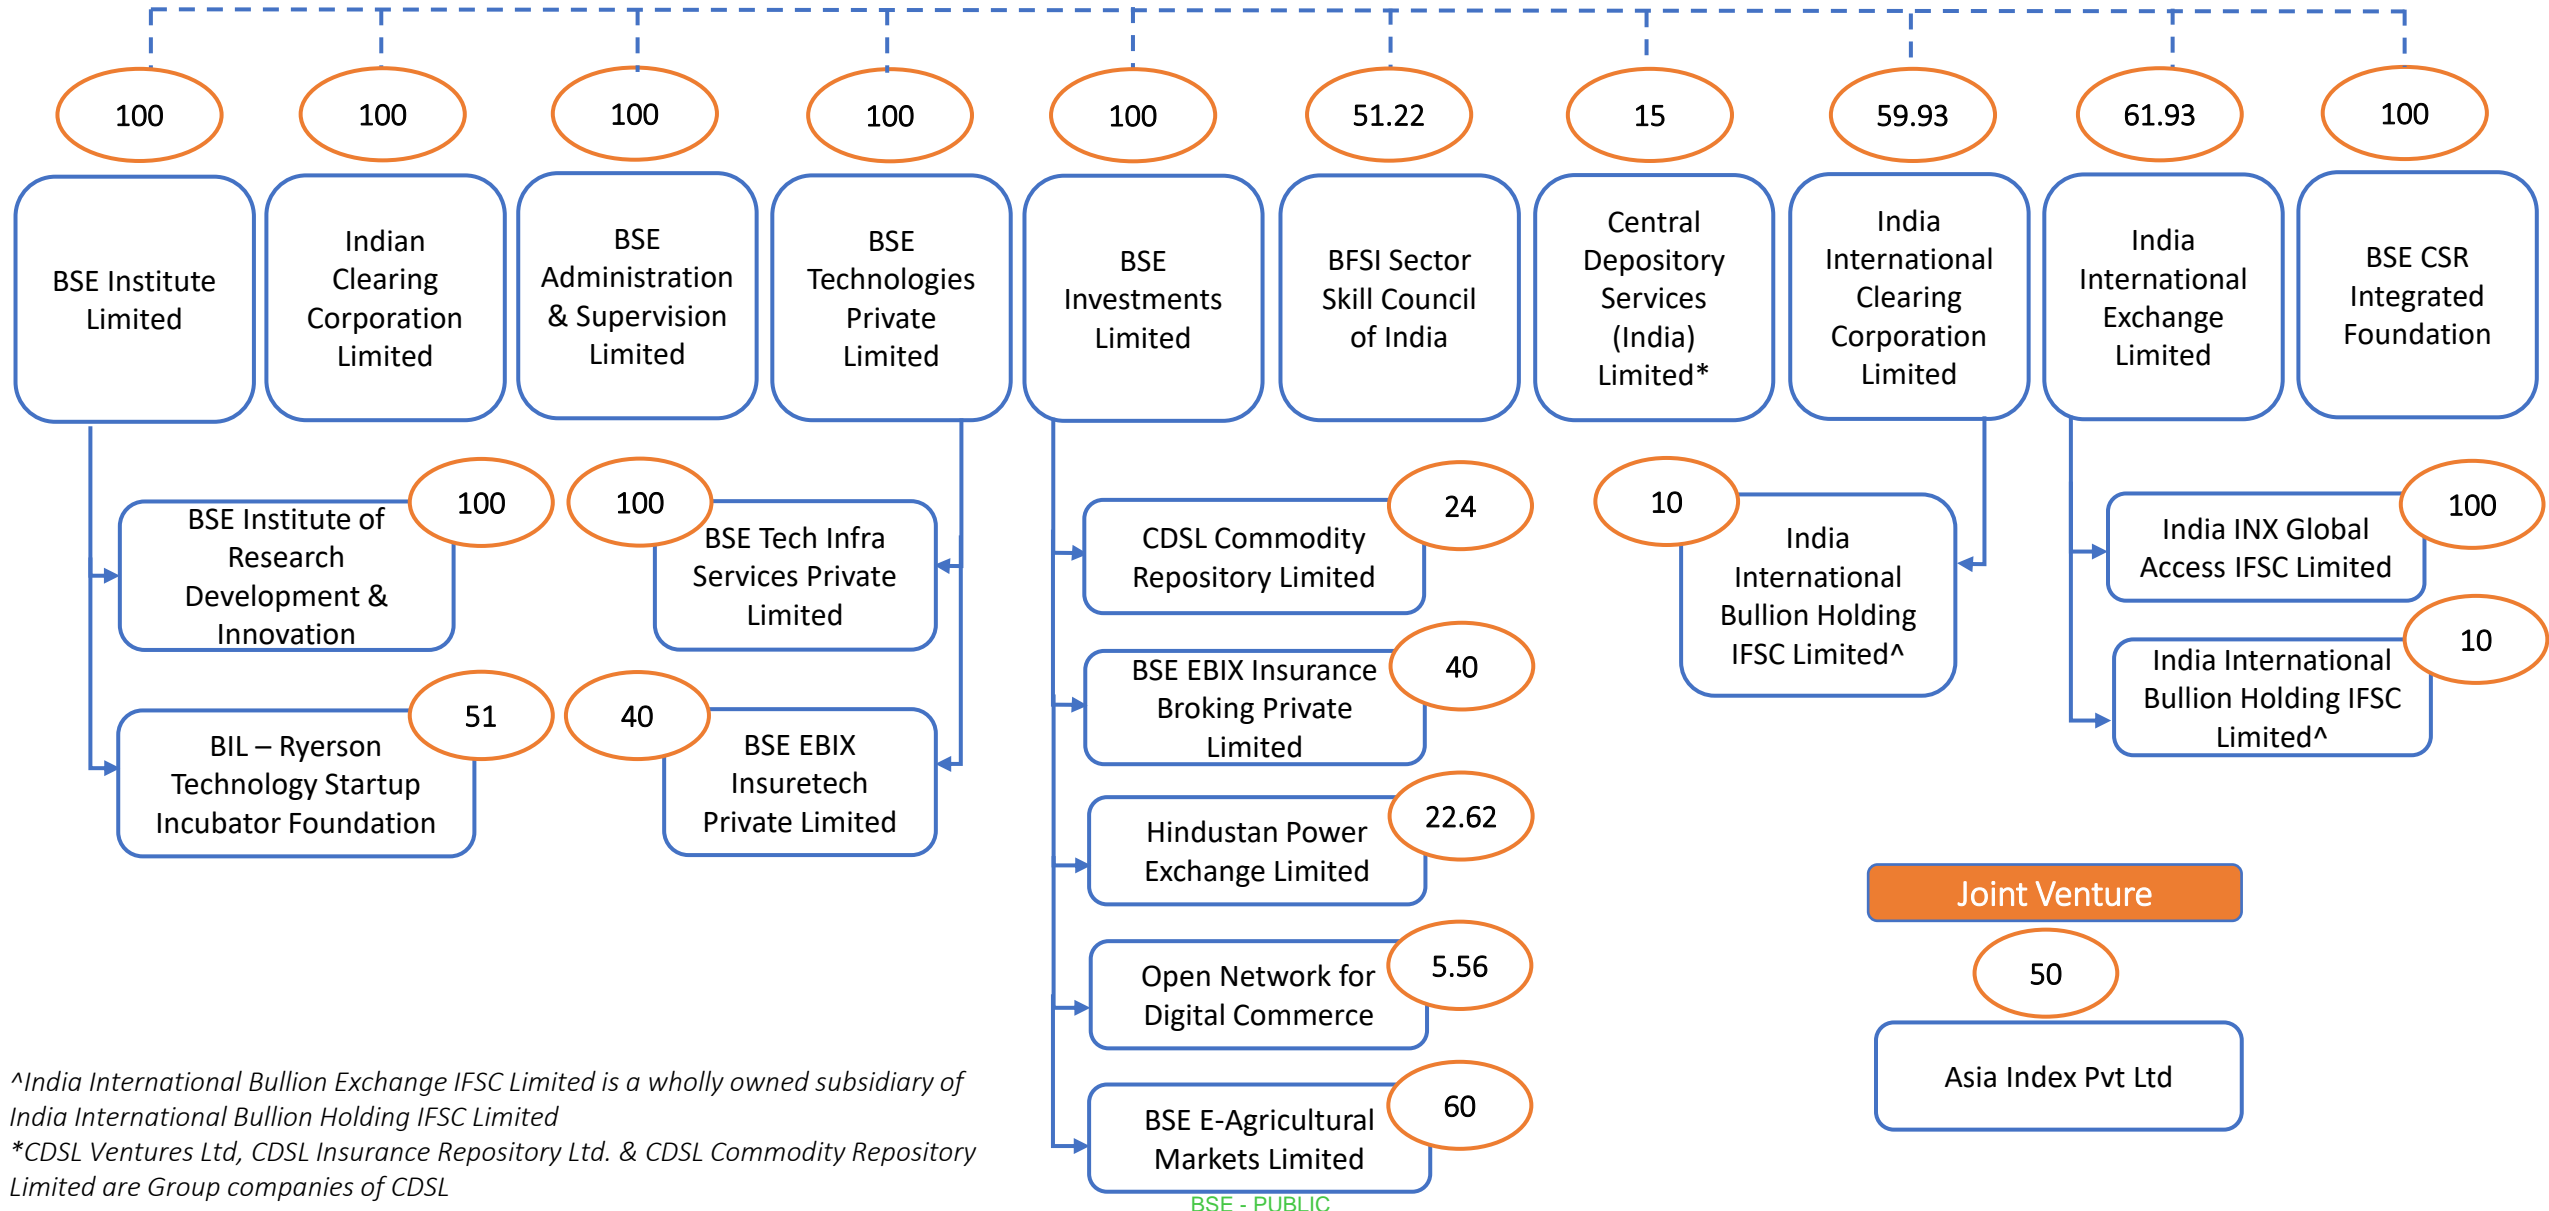 100
100
100
100
100
51.22
15
59.93
61.93
100
BSE Institute
Limited
Indian
Clearing
Corporation
Limited
BSE
Administration
& Supervision
Limited
BSE
Technologies
Private
Limited
BSE
Investments
Limited
BFSI Sector
Skill Council
of India
Central
Depository
Services
(India)
Limited*
India
International
Clearing
Corporation
Limited
India
International
Exchange
Limited
BSE CSR
Integrated
Foundation
100
BSE Institute of
Research
Development &
Innovation
51
BIL – Ryerson
Technology Startup
Incubator Foundation
100
BSE Tech Infra
Services Private
Limited
40
BSE EBIX
Insuretech
Private Limited
24
CDSL Commodity
Repository Limited
40
BSE EBIX Insurance
Broking Private
Limited
22.62
Hindustan Power
Exchange Limited
5.56
Open Network for
Digital Commerce
60
BSE E-Agricultural
Markets Limited
10
India
International
Bullion Holding
IFSC Limited^
100
India INX Global
Access IFSC Limited
10
India International
Bullion Holding IFSC
Limited^
Joint Venture
50
Asia Index Pvt Ltd
^India International Bullion Exchange IFSC Limited is a wholly owned subsidiary of
India International Bullion Holding IFSC Limited
*CDSL Ventures Ltd, CDSL Insurance Repository Ltd. & CDSL Commodity Repository
Limited are Group companies of CDSL
BSE - PUBLIC